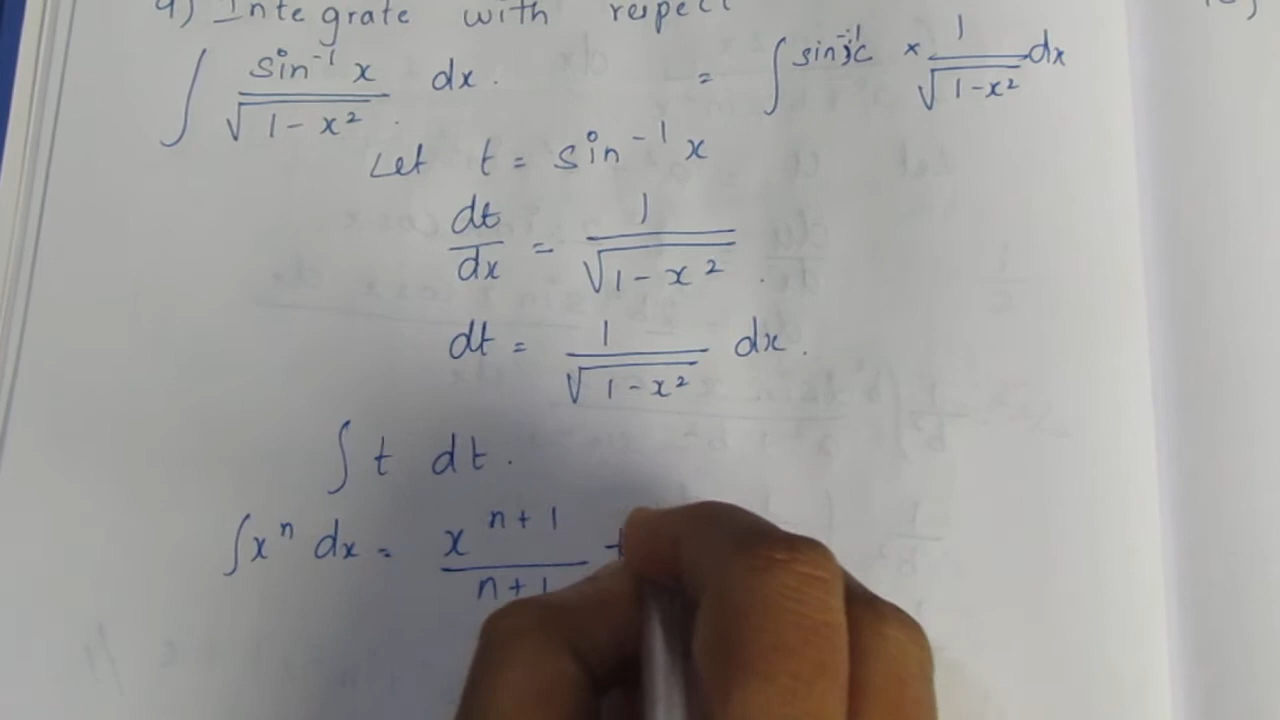 9) Integrate with respect
∫ sin⁻¹ x / √(1 - x²) dx. = ∫ sin⁻¹x × 1 / √(1-x²) dx
Let t = sin⁻¹ x
dt/dx = 1 / √(1 - x²).
dt = 1 / √(1 - x²) dx.
∫ t dt.
∫xⁿ dx = x^(n+1) / (n+1) +